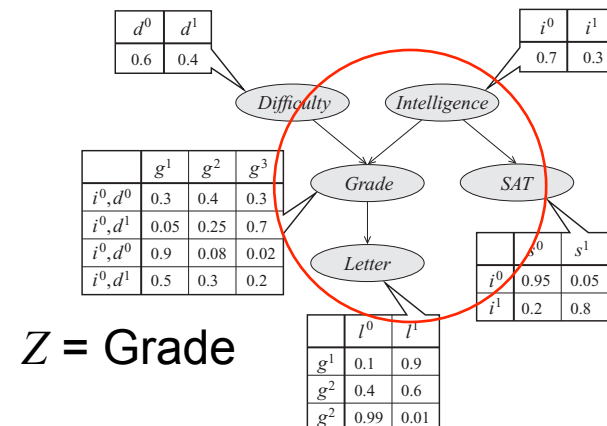 d⁰ d¹
0.6 0.4
i⁰ i¹
0.7 0.3
Difficulty Intelligence
g¹ g² g³
i⁰,d⁰ 0.3 0.4 0.3
i⁰,d¹ 0.05 0.25 0.7
i⁰,d⁰ 0.9 0.08 0.02
i⁰,d¹ 0.5 0.3 0.2
Grade SAT
s⁰ s¹
i⁰ 0.95 0.05
i¹ 0.2 0.8
Letter
l⁰ l¹
g¹ 0.1 0.9
g² 0.4 0.6
g² 0.99 0.01
Z = Grade